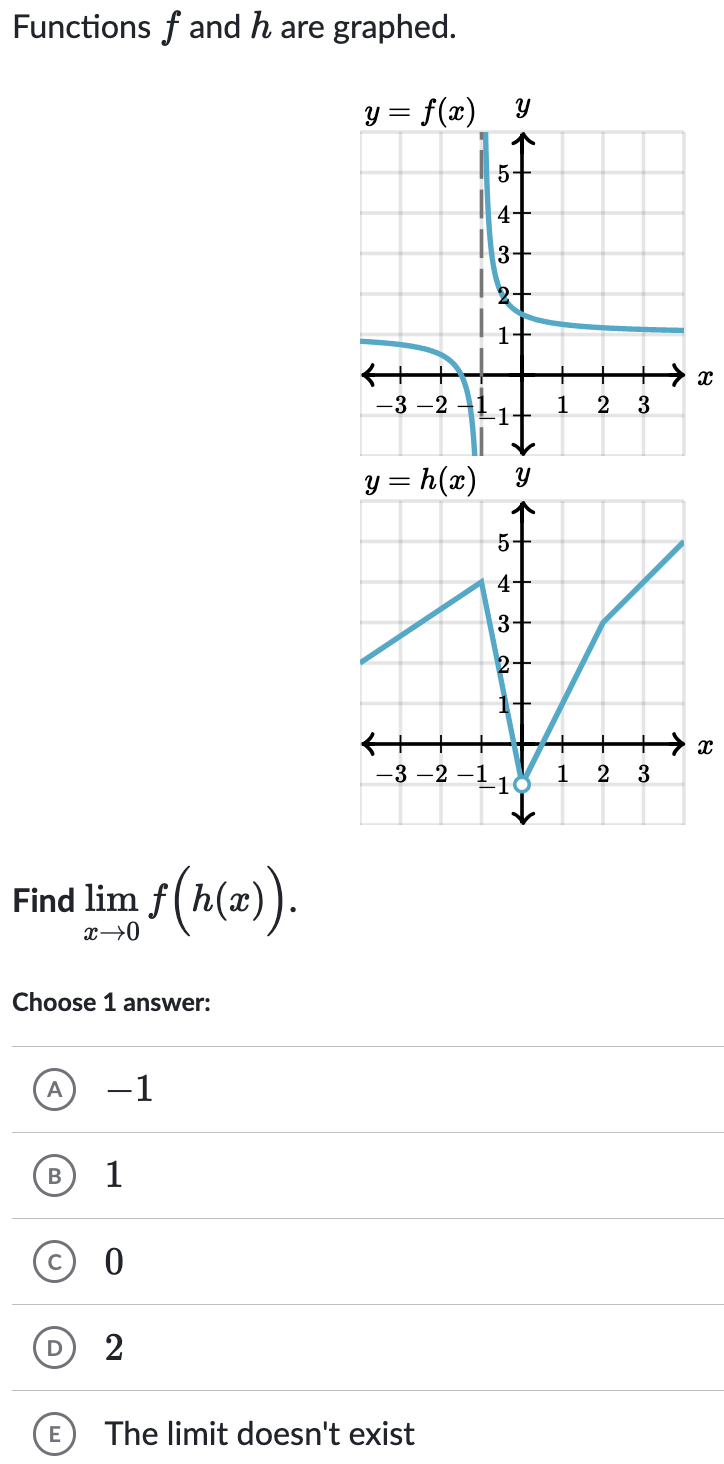 Functions f and h are graphed.
y = f(x) y
5
4
3
2
1
x
−3 −2 −1 1 2 3
−1
y = h(x) y
5
4
3
2
1
x
−3 −2 −1 1 2 3
−1
Find lim f(h(x)).
x→0
Choose 1 answer:
A −1
B 1
C 0
D 2
E The limit doesn't exist